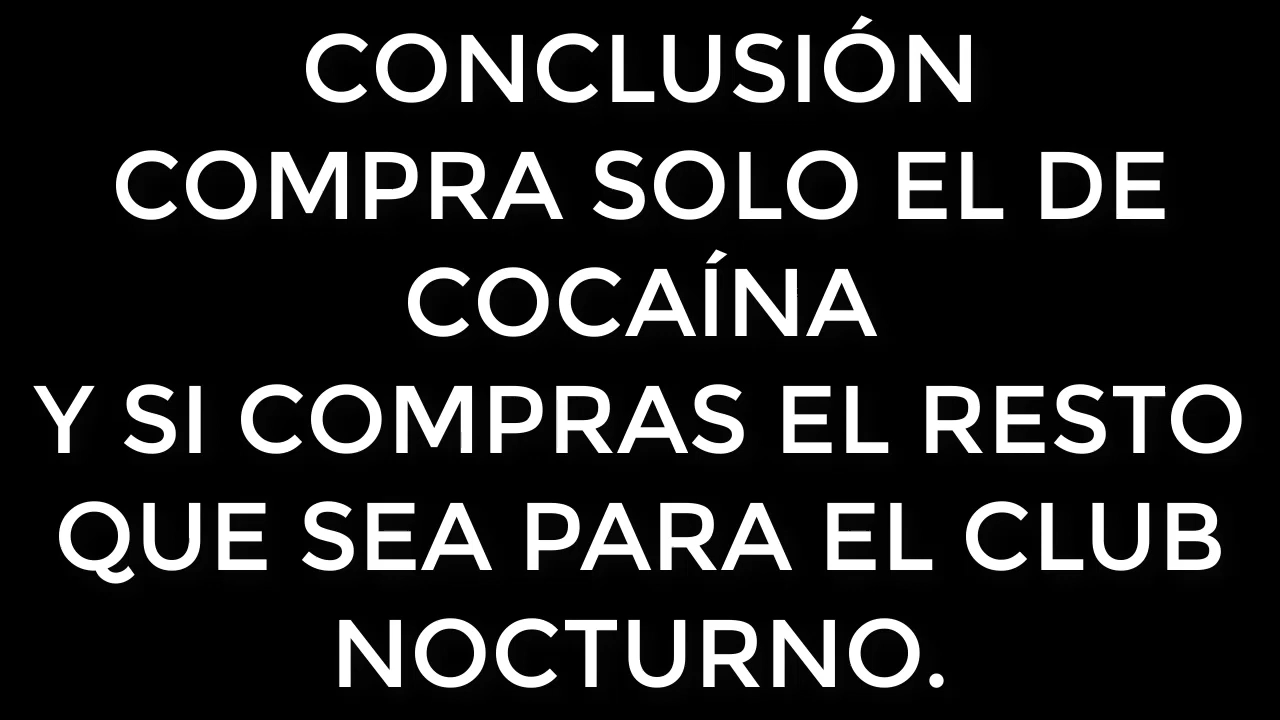 CONCLUSIÓN
COMPRA SOLO EL DE
COCAÍNA
Y SI COMPRAS EL RESTO
QUE SEA PARA EL CLUB
NOCTURNO.